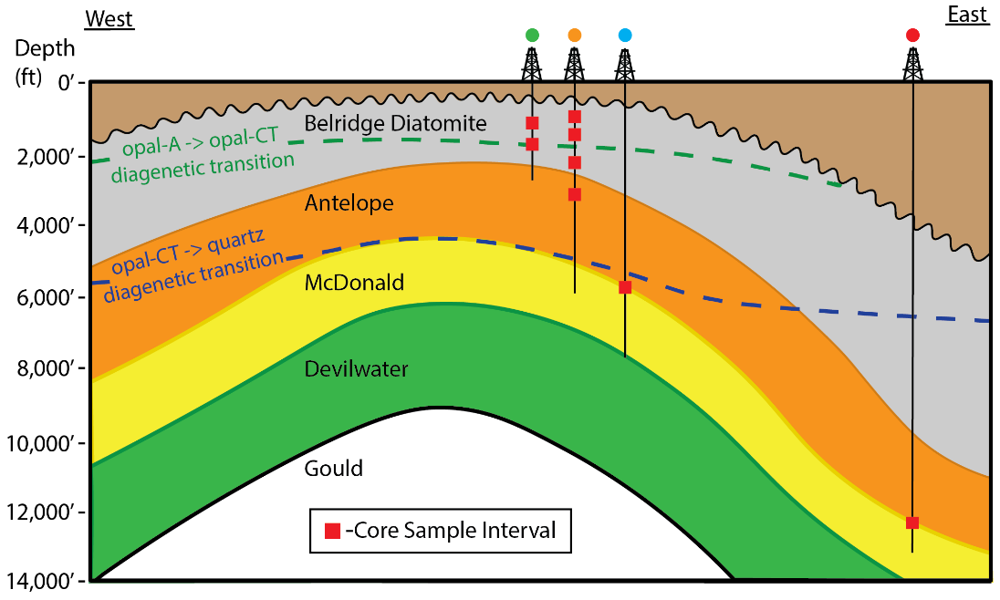 West
East
Depth
(ft)
0’
2,000’
4,000’
6,000’
8,000’
10,000’
12,000’
14,000’
Belridge Diatomite
opal-A -> opal-CT
diagenetic transition
Antelope
opal-CT -> quartz
diagenetic transition
McDonald
Devilwater
Gould
-Core Sample Interval